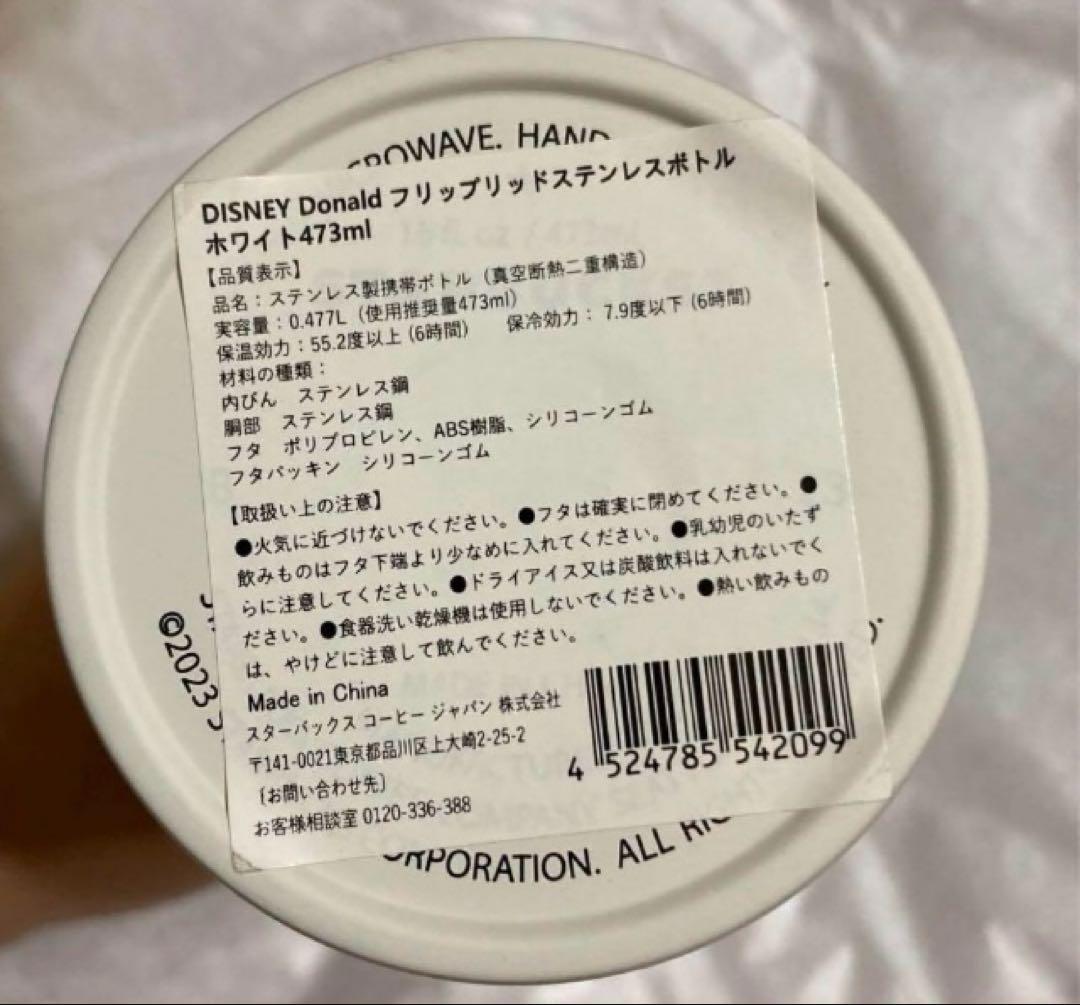 MICROWAVE. HAND
DISNEY Donald フリップリッドステンレスボトル
ホワイト473ml
【品質表示】
品名：ステンレス製携帯ボトル（真空断熱二重構造）
実容量：0.477L（使用推奨量473ml）
保温効力：55.2度以上 (6時間)　保冷効力： 7.9度以下 (6時間)
材料の種類：
内びん　ステンレス鋼
胴部　ステンレス鋼
フタ　ポリプロピレン、ABS樹脂、シリコーンゴム
フタパッキン　シリコーンゴム
【取扱い上の注意】
●火気に近づけないでください。●フタは確実に閉めてください。●
飲みものはフタ下端より少なめに入れてください。●乳幼児のいたず
らに注意してください。●ドライアイス又は炭酸飲料は入れないでく
ださい。●食器洗い乾燥機は使用しないでください。●熱い飲みもの
は、やけどに注意して飲んでください。
Made in China
スターバックス コーヒー ジャパン 株式会社
〒141-0021東京都品川区上大崎2-25-2
〔お問い合わせ先〕
お客様相談室 0120-336-388
4 524785 542099
©2023
CORPORATION. ALL RIG